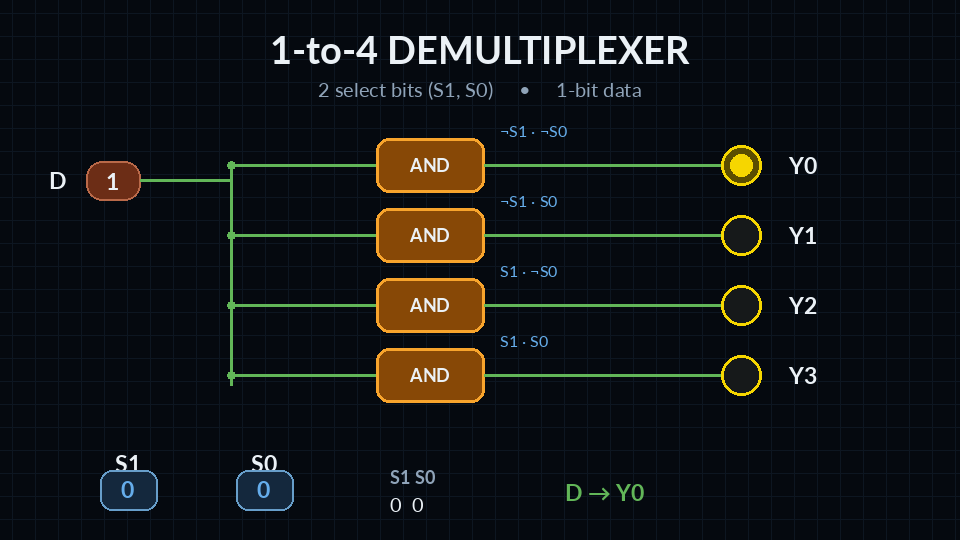 1-to-4 DEMULTIPLEXER
2 select bits (S1, S0) • 1-bit data
¬S1 · ¬S0
D 1 AND Y0
¬S1 · S0
AND Y1
S1 · ¬S0
AND Y2
S1 · S0
AND Y3
S1 S0
0 0
S1 S0
0 0
D → Y0